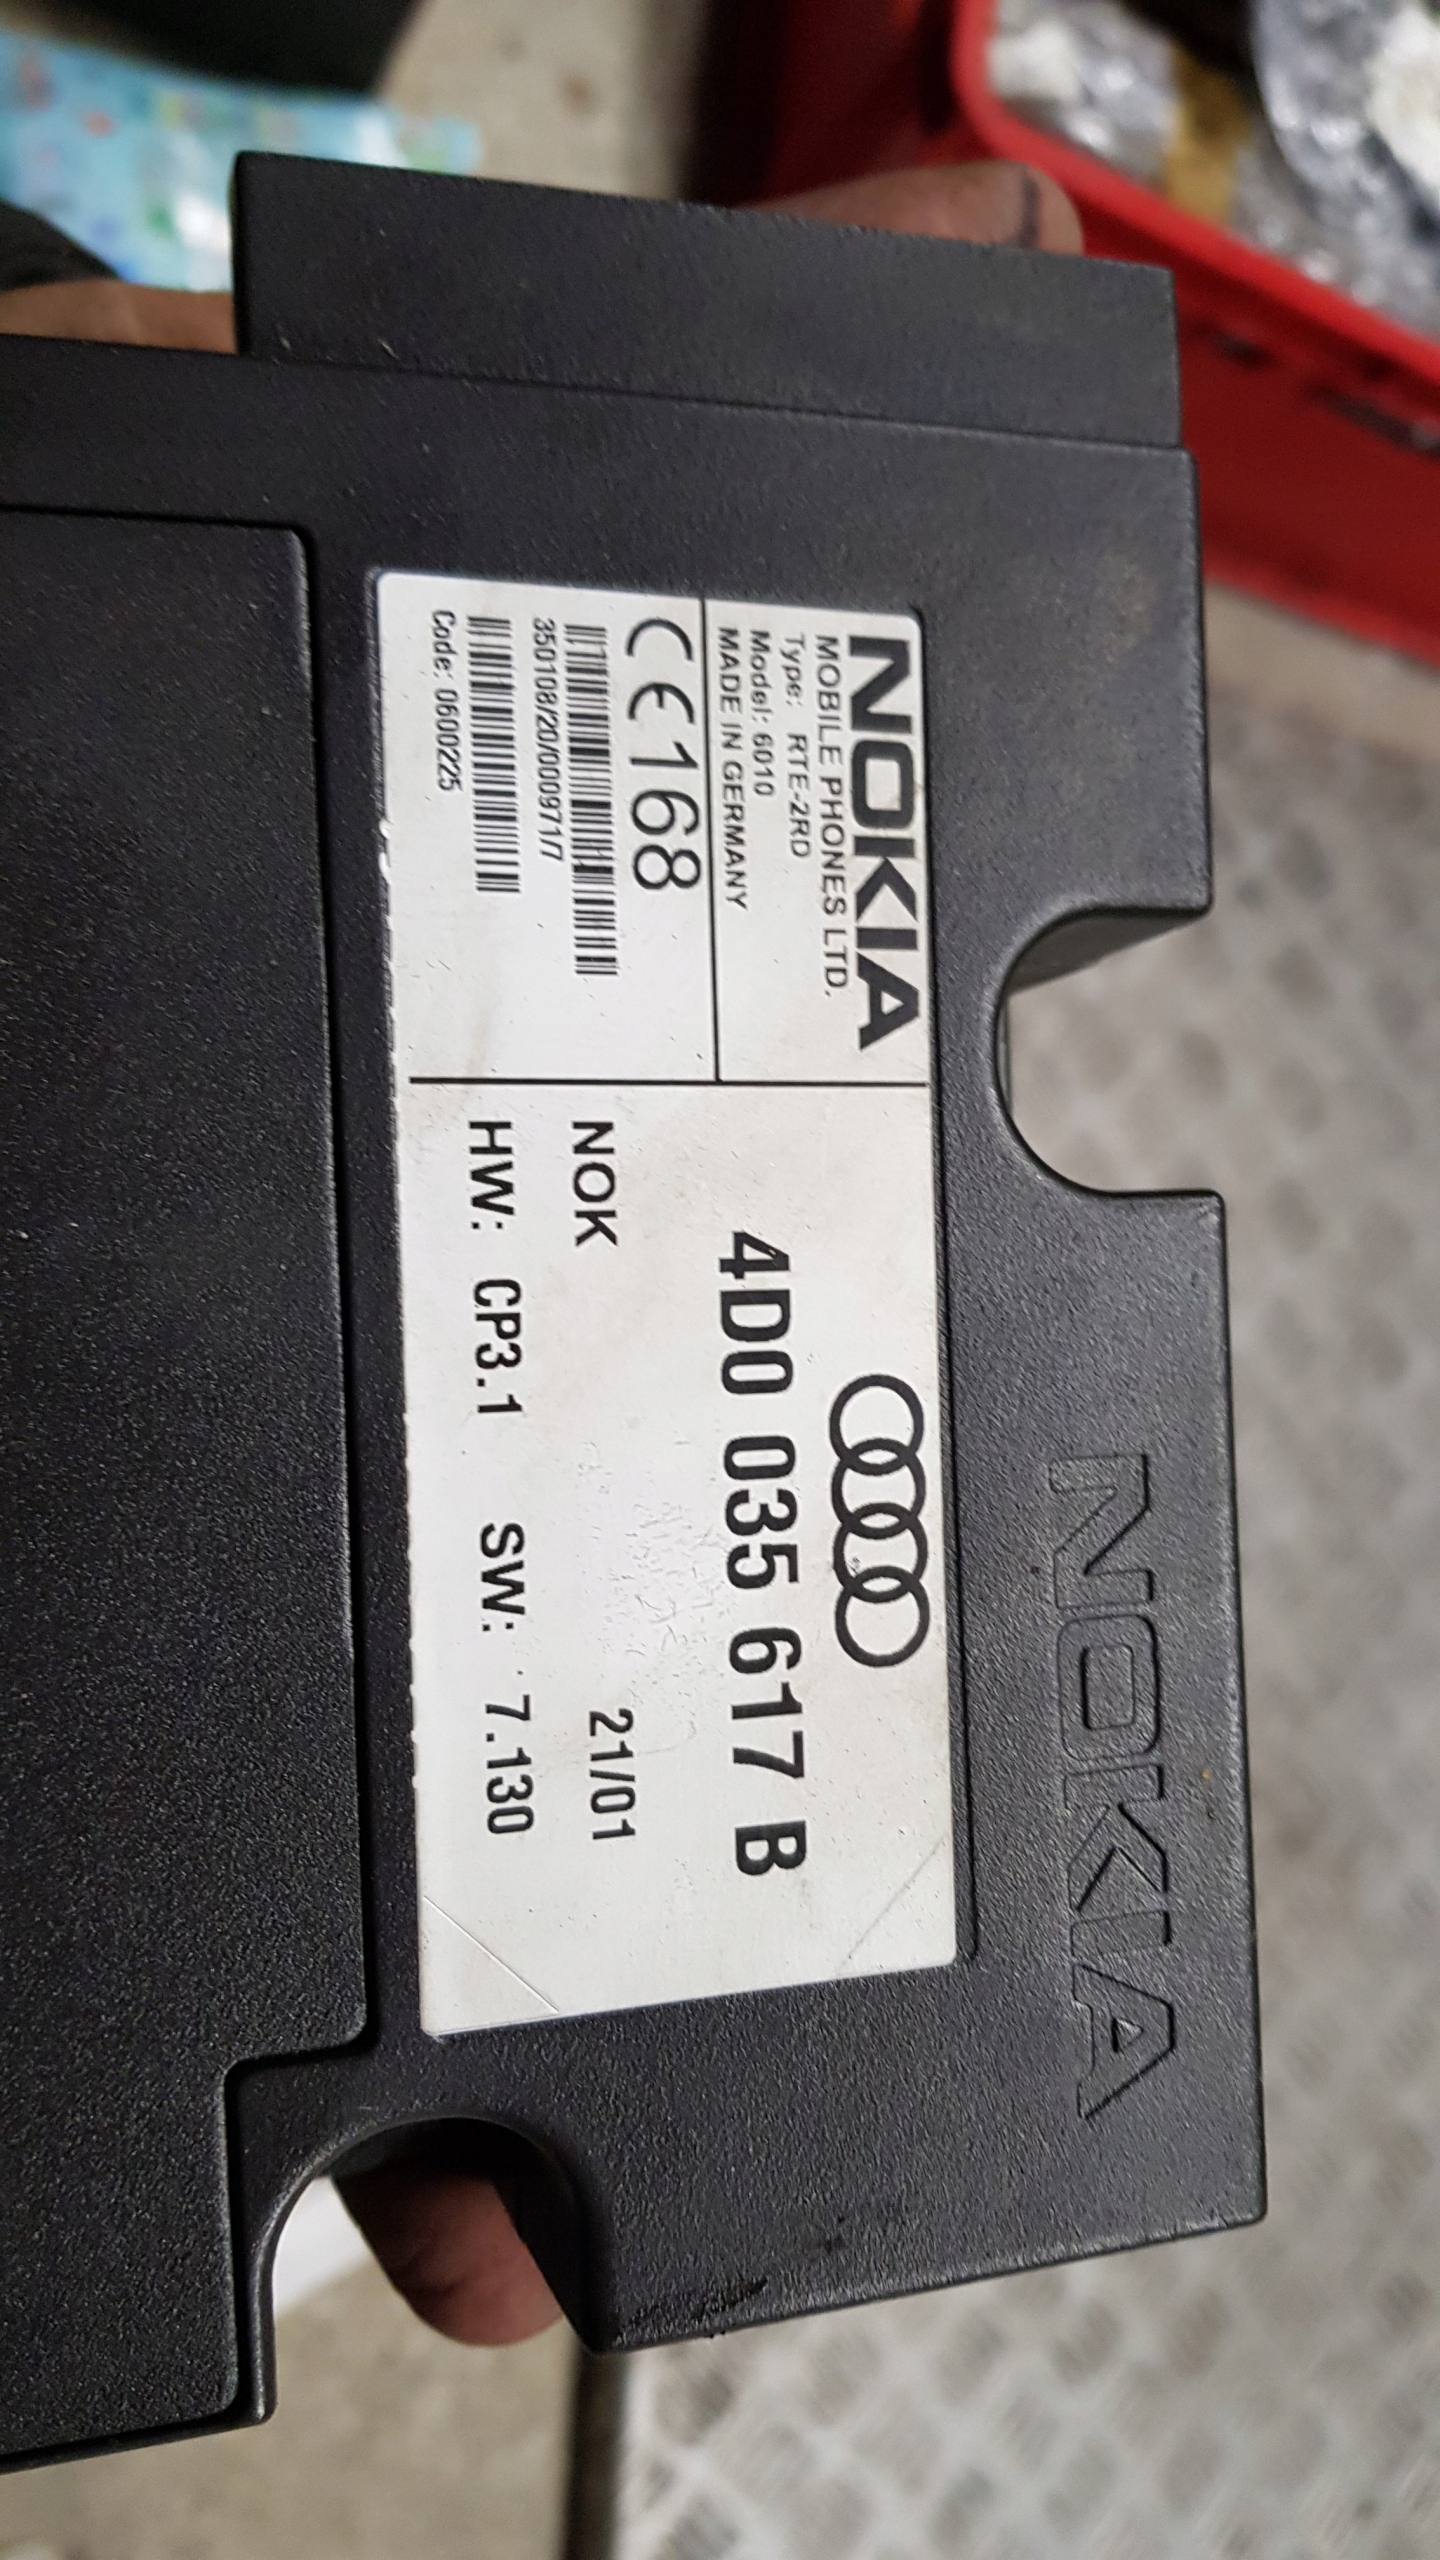 NOKIA
NOKIA
MOBILE PHONES LTD.
Type: RTE-2RD
Model: 6010
MADE IN GERMANY
CE168
350108/20/000971/7
Code: 0600225
4D0 035 617 B
NOK 21/01
HW: CP3.1 SW: 7.130